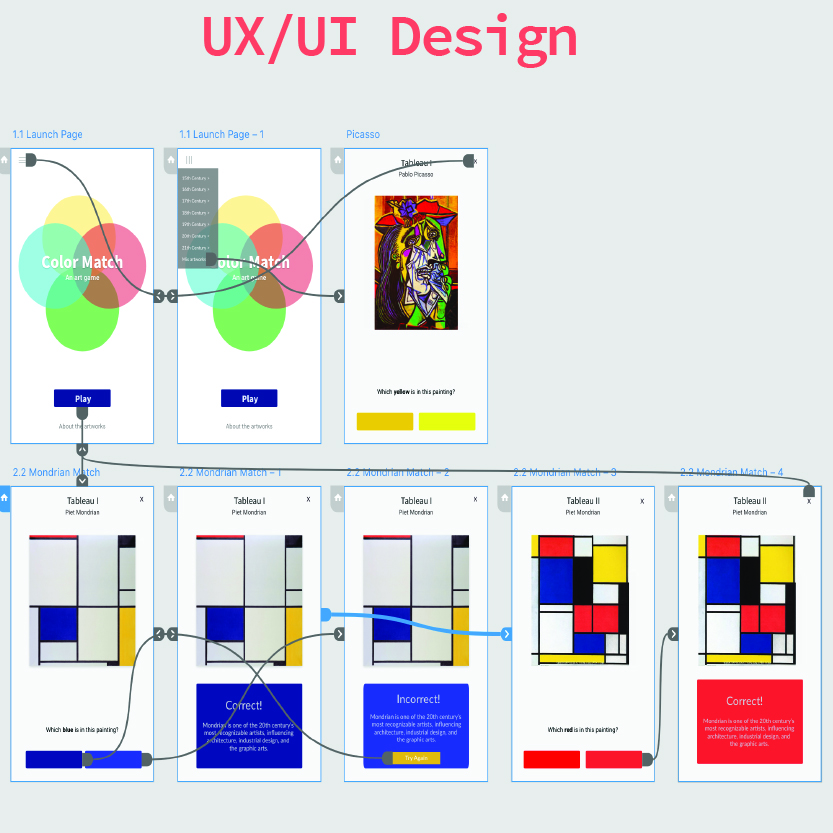 UX/UI Design
1.1 Launch Page
1.1 Launch Page – 1
Picasso
Color Match
An art game
Play
About the artworks
15th Century >
16th Century >
17th Century >
18th Century >
19th Century >
20th Century >
21th Century >
Color Match
An art game
Play
About the artworks
Tableau I
x
Pablo Picasso
Which yellow is in this painting?
2.2 Mondrian Match
2.2 Mondrian Match – 1
2.2 Mondrian Match – 2
2.2 Mondrian Match – 3
2.2 Mondrian Match – 4
Tableau I
x
Piet Mondrian
Which blue is in this painting?
Tableau I
x
Piet Mondrian
Correct!
Mondrian is one of the 20th century's
most recognizable artists, influencing
architecture, industrial design, and
the graphic arts.
Tableau I
x
Piet Mondrian
Incorrect!
Mondrian is one of the 20th century's
most recognizable artists, influencing
architecture, industrial design, and
the graphic arts.
Try Again
Tableau II
x
Piet Mondrian
Which red is in this painting?
Tableau II
x
Piet Mondrian
Correct!
Mondrian is one of the 20th century's
most recognizable artists, influencing
architecture, industrial design, and
the graphic arts.